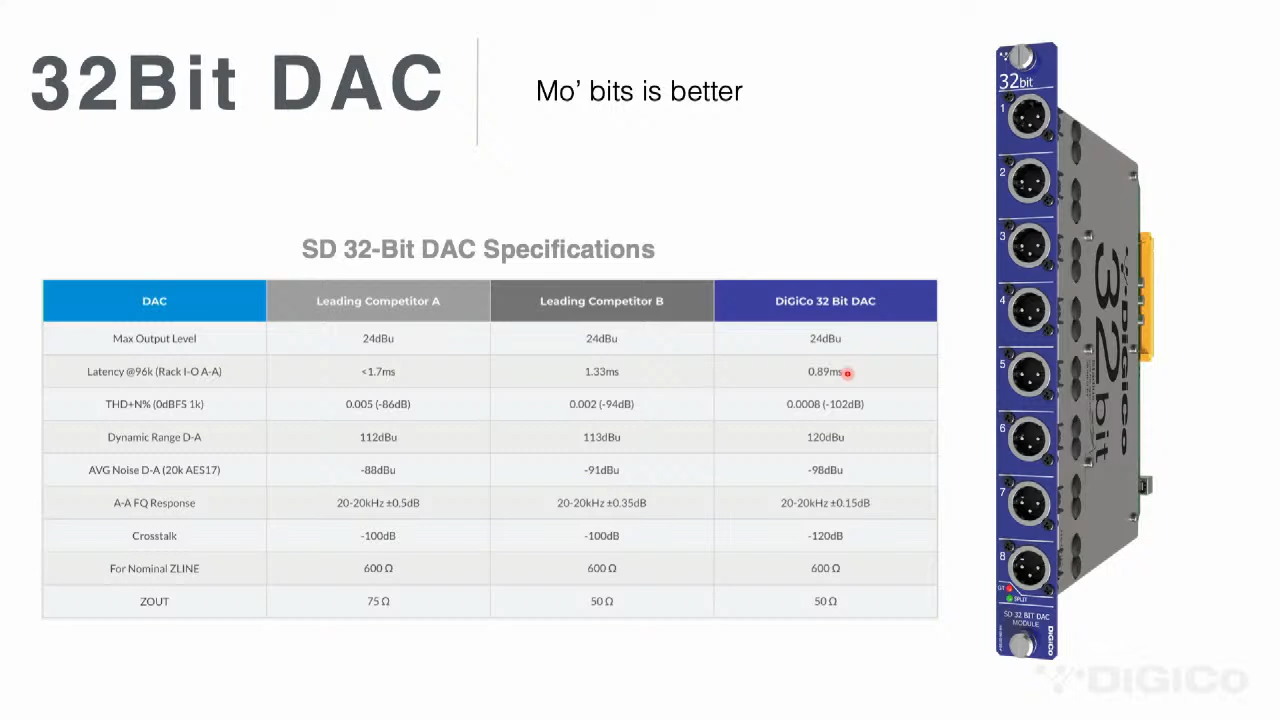 32Bit DAC
Mo' bits is better
SD 32-Bit DAC Specifications
DAC Leading Competitor A Leading Competitor B DiGiCo 32 Bit DAC
Max Output Level 24dBu 24dBu 24dBu
Latency @96k (Rack I-O A-A) <1.7ms 1.33ms 0.89ms
THD+N% (0dBFS 1k) 0.005 (-86dB) 0.002 (-94dB) 0.0008 (-102dB)
Dynamic Range D-A 112dBu 113dBu 120dBu
AVG Noise D-A (20k AES17) -88dBu -91dBu -98dBu
A-A FQ Response 20-20kHz ±0.5dB 20-20kHz ±0.35dB 20-20kHz ±0.15dB
Crosstalk -100dB -100dB -120dB
For Nominal ZLINE 600 Ω 600 Ω 600 Ω
ZOUT 75 Ω 50 Ω 50 Ω
32bit
1
2
3
4
5
6
7
8
SPLIT
SD 32 BIT DAC
MODULE
DiGiCo
DiGiCo
32 bit
DiGiCo